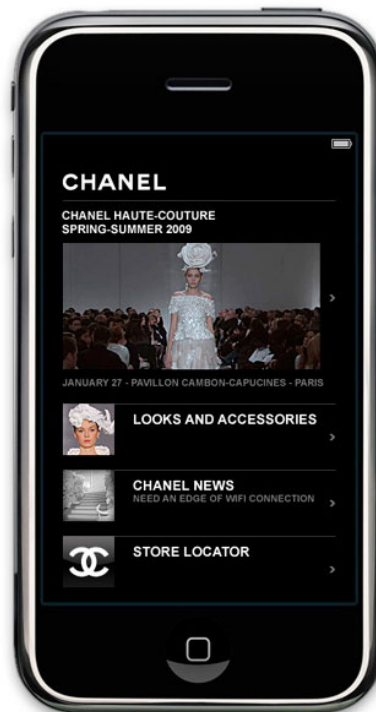 CHANEL
CHANEL HAUTE-COUTURE
SPRING-SUMMER 2009
JANUARY 27 - PAVILLON CAMBON-CAPUCINES - PARIS
LOOKS AND ACCESSORIES
CHANEL NEWS
NEED AN EDGE OF WIFI CONNECTION
STORE LOCATOR